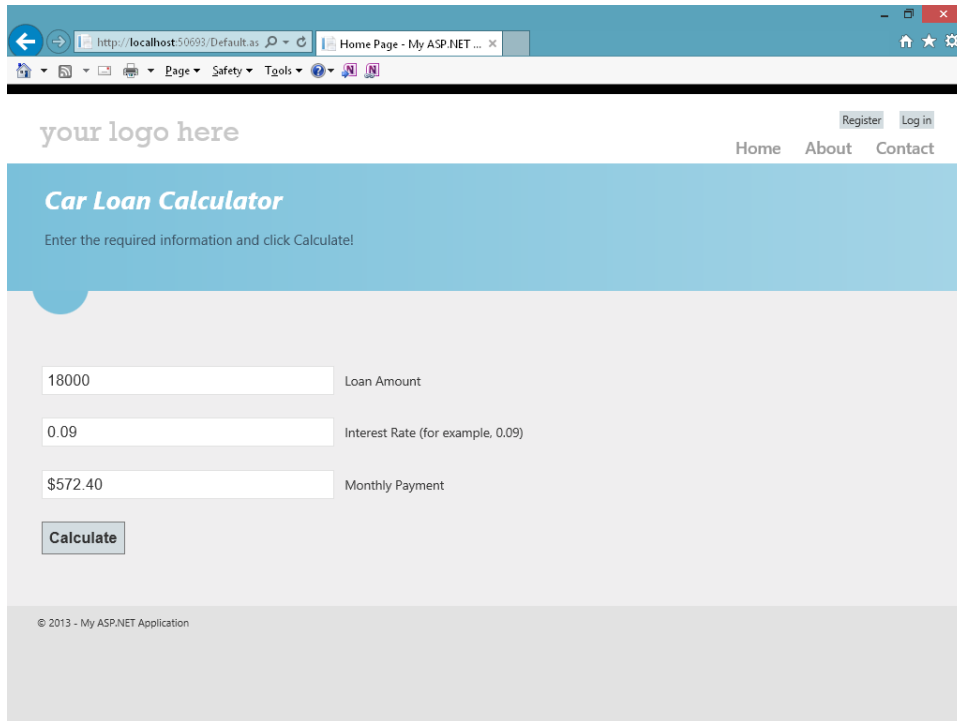 http://localhost:50693/Default.as
Home Page - My ASP.NET ...
Page Safety Tools
your logo here
Register Log in
Home About Contact
Car Loan Calculator
Enter the required information and click Calculate!
18000 Loan Amount
0.09 Interest Rate (for example, 0.09)
$572.40 Monthly Payment
Calculate
© 2013 - My ASP.NET Application